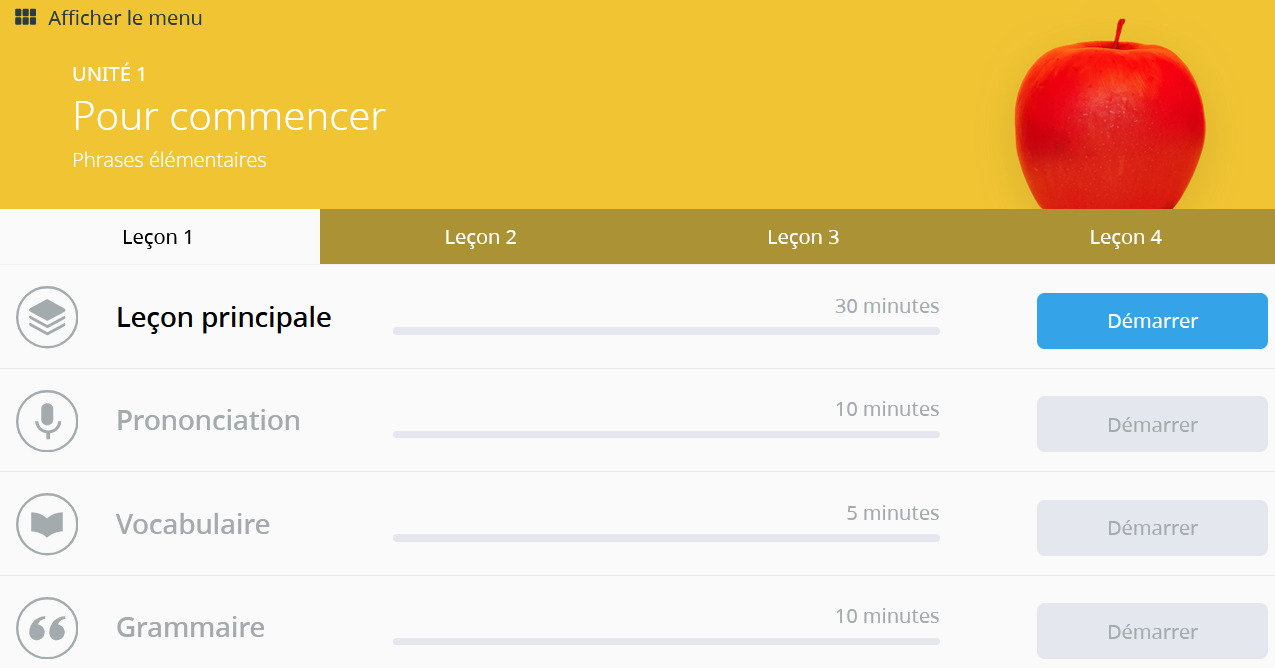 Afficher le menu
UNITÉ 1
Pour commencer
Phrases élémentaires
Leçon 1
Leçon 2
Leçon 3
Leçon 4
Leçon principale
30 minutes
Démarrer
Prononciation
10 minutes
Démarrer
Vocabulaire
5 minutes
Démarrer
Grammaire
10 minutes
Démarrer